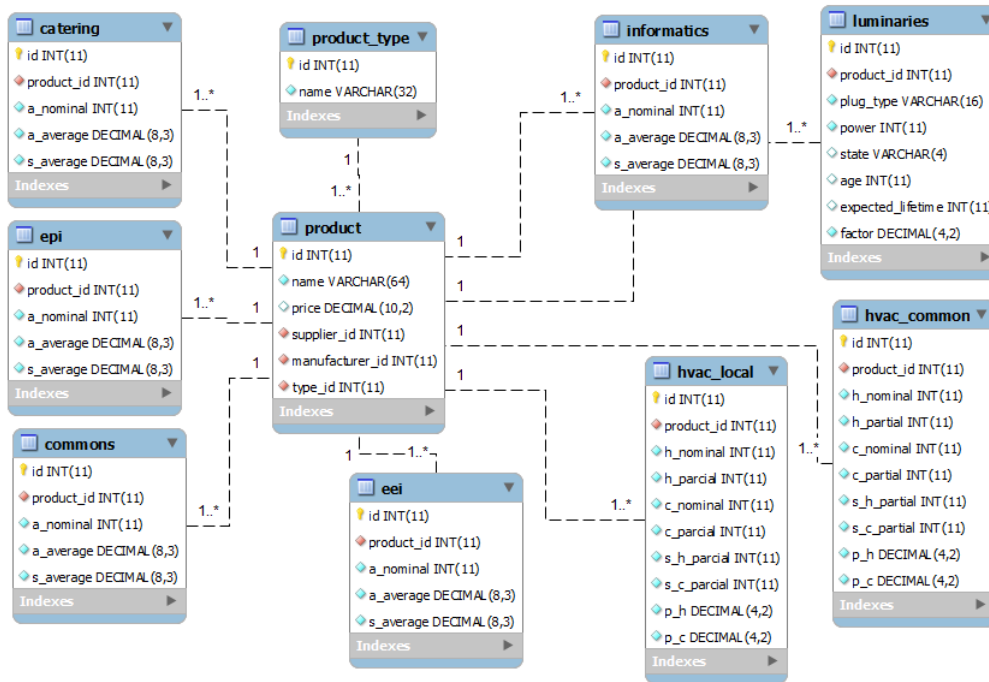 catering
id INT(11)
product_id INT(11)
a_nominal INT(11)
a_average DECIMAL(8,3)
s_average DECIMAL(8,3)
Indexes
product_type
id INT(11)
name VARCHAR(32)
Indexes
informatics
id INT(11)
product_id INT(11)
a_nominal INT(11)
a_average DECIMAL(8,3)
s_average DECIMAL(8,3)
Indexes
luminaries
id INT(11)
product_id INT(11)
plug_type VARCHAR(16)
power INT(11)
state VARCHAR(4)
age INT(11)
expected_lifetime INT(11)
factor DECIMAL(4,2)
Indexes
1..*
1
1..*
1..*
1..*
epi
id INT(11)
product_id INT(11)
a_nominal INT(11)
a_average DECIMAL(8,3)
s_average DECIMAL(8,3)
Indexes
product
id INT(11)
name VARCHAR(64)
price DECIMAL(10,2)
supplier_id INT(11)
manufacturer_id INT(11)
type_id INT(11)
Indexes
1
1..*
1
1
1
1
1
1
hvac_common
id INT(11)
product_id INT(11)
h_nominal INT(11)
h_partial INT(11)
c_nominal INT(11)
c_partial INT(11)
s_h_partial INT(11)
s_c_partial INT(11)
p_h DECIMAL(4,2)
p_c DECIMAL(4,2)
Indexes
hvac_local
id INT(11)
product_id INT(11)
h_nominal INT(11)
h_parcial INT(11)
c_nominal INT(11)
c_parcial INT(11)
s_h_parcial INT(11)
s_c_parcial INT(11)
p_h DECIMAL(4,2)
p_c DECIMAL(4,2)
Indexes
1..*
1..*
commons
id INT(11)
product_id INT(11)
a_nominal INT(11)
a_average DECIMAL(8,3)
s_average DECIMAL(8,3)
Indexes
1..*
1
1..*
eei
id INT(11)
product_id INT(11)
a_nominal INT(11)
a_average DECIMAL(8,3)
s_average DECIMAL(8,3)
Indexes